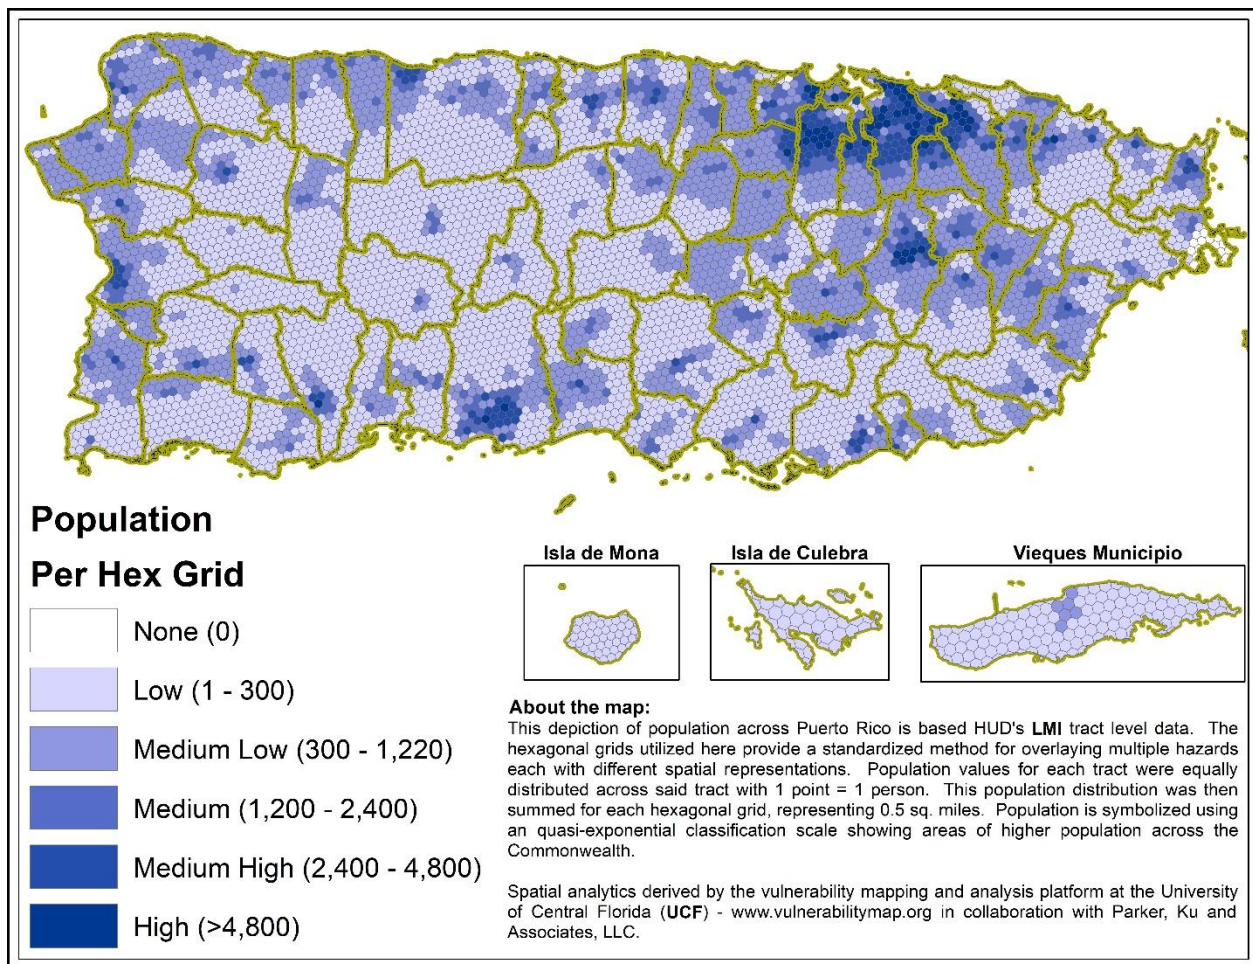 Population
Per Hex Grid
None (0)
Low (1 - 300)
Medium Low (300 - 1,220)
Medium (1,200 - 2,400)
Medium High (2,400 - 4,800)
High (>4,800)
Isla de Mona
Isla de Culebra
Vieques Municipio
About the map:
This depiction of population across Puerto Rico is based HUD's LMI tract level data. The
hexagonal grids utilized here provide a standardized method for overlaying multiple hazards
each with different spatial representations. Population values for each tract were equally
distributed across said tract with 1 point = 1 person. This population distribution was then
summed for each hexagonal grid, representing 0.5 sq. miles. Population is symbolized using
an quasi-exponential classification scale showing areas of higher population across the
Commonwealth.
Spatial analytics derived by the vulnerability mapping and analysis platform at the University
of Central Florida (UCF) - www.vulnerabilitymap.org in collaboration with Parker, Ku and
Associates, LLC.